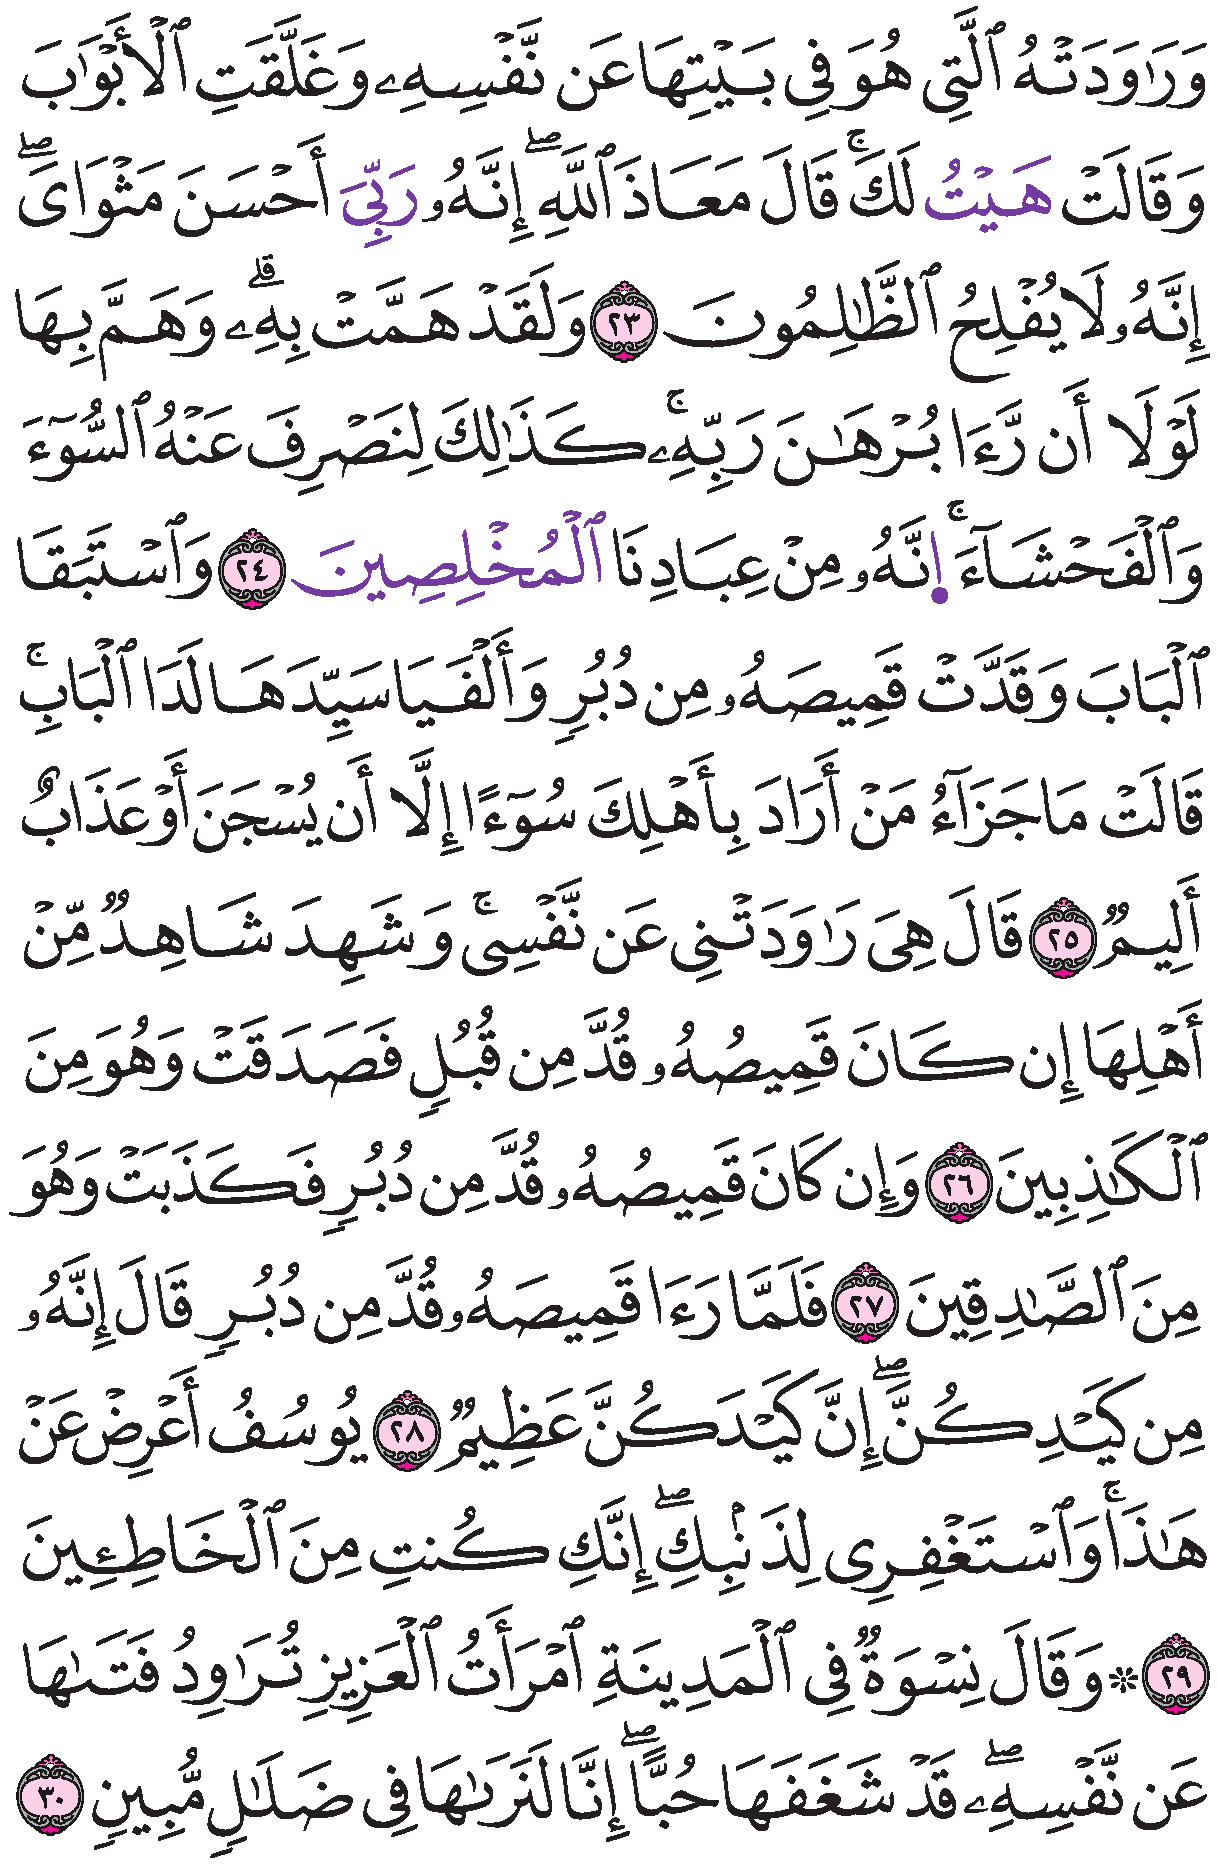 وَرَٰوَدَتْهُ ٱلَّتِى هُوَ فِى بَيْتِهَا عَن نَّفْسِهِۦ وَغَلَّقَتِ ٱلْأَبْوَٰبَ
وَقَالَتْ هَيْتُ لَكَ ۚ قَالَ مَعَاذَ ٱللَّهِ ۖ إِنَّهُۥ رَبِّىَ أَحْسَنَ مَثْوَاىَ ۖ
إِنَّهُۥ لَا يُفْلِحُ ٱلظَّٰلِمُونَ ٢٣ وَلَقَدْ هَمَّتْ بِهِۦ ۗ وَهَمَّ بِهَا
لَوْلَا أَن رَّءَا بُرْهَٰنَ رَبِّهِۦ ۚ كَذَٰلِكَ لِنَصْرِفَ عَنْهُ ٱلسُّوٓءَ
وَٱلْفَحْشَآءَ ۚ اِنَّهُۥ مِنْ عِبَادِنَا ٱلْمُخْلِصِينَ ٢٤ وَٱسْتَبَقَا
ٱلْبَابَ وَقَدَّتْ قَمِيصَهُۥ مِن دُبُرٍ وَأَلْفَيَا سَيِّدَهَا لَدَا ٱلْبَابِ ۚ
قَالَتْ مَا جَزَآءُ مَنْ أَرَادَ بِأَهْلِكَ سُوٓءًا إِلَّا أَن يُسْجَنَ أَوْ عَذَابٌ
أَلِيمٌ ٢٥ قَالَ هِىَ رَٰوَدَتْنِى عَن نَّفْسِى ۚ وَشَهِدَ شَاهِدٌ مِّنْ
أَهْلِهَا إِن كَانَ قَمِيصُهُۥ قُدَّ مِن قُبُلٍ فَصَدَقَتْ وَهُوَ مِنَ
ٱلْكَٰذِبِينَ ٢٦ وَإِن كَانَ قَمِيصُهُۥ قُدَّ مِن دُبُرٍ فَكَذَبَتْ وَهُوَ
مِنَ ٱلصَّٰدِقِينَ ٢٧ فَلَمَّا رَءَا قَمِيصَهُۥ قُدَّ مِن دُبُرٍ قَالَ إِنَّهُۥ
مِن كَيْدِكُنَّ ۖ إِنَّ كَيْدَكُنَّ عَظِيمٌ ٢٨ يُوسُفُ أَعْرِضْ عَنْ
هَٰذَا ۚ وَٱسْتَغْفِرِى لِذَنۢبِكِ ۖ إِنَّكِ كُنتِ مِنَ ٱلْخَاطِـِٔينَ
٢٩ ۞ وَقَالَ نِسْوَةٌ فِى ٱلْمَدِينَةِ ٱمْرَأَتُ ٱلْعَزِيزِ تُرَٰوِدُ فَتَىٰهَا
عَن نَّفْسِهِۦ ۖ قَدْ شَغَفَهَا حُبًّا ۖ إِنَّا لَنَرَىٰهَا فِى ضَلَٰلٍ مُّبِينٍ ٣٠